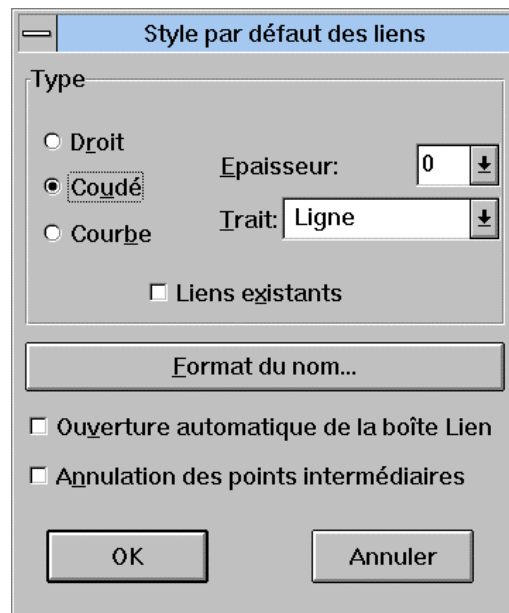 Style par défaut des liens
Type
Droit
Coudé
Courbe
Epaisseur: 0
Trait: Ligne
Liens existants
Format du nom...
Ouverture automatique de la boîte Lien
Annulation des points intermédiaires
OK Annuler